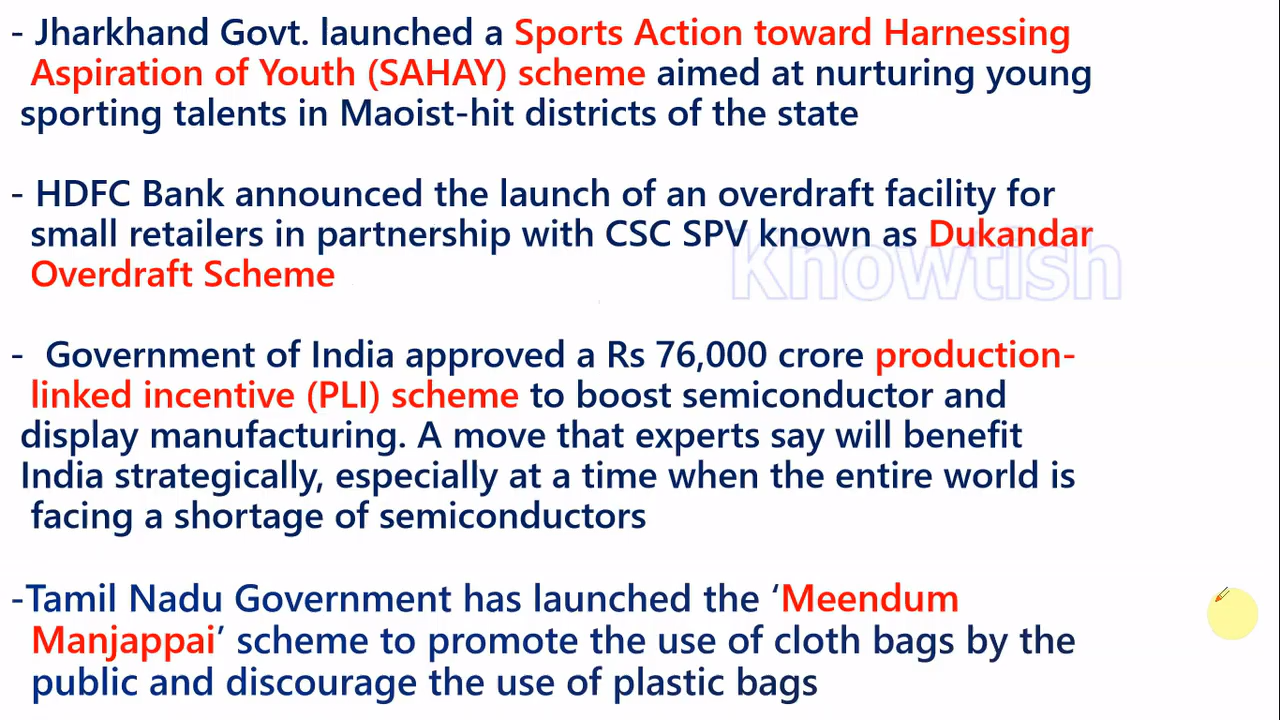 - Jharkhand Govt. launched a Sports Action toward Harnessing
Aspiration of Youth (SAHAY) scheme aimed at nurturing young
sporting talents in Maoist-hit districts of the state
- HDFC Bank announced the launch of an overdraft facility for
small retailers in partnership with CSC SPV known as Dukandar
Overdraft Scheme
Knowtish
- Government of India approved a Rs 76,000 crore production-
linked incentive (PLI) scheme to boost semiconductor and
display manufacturing. A move that experts say will benefit
India strategically, especially at a time when the entire world is
facing a shortage of semiconductors
-Tamil Nadu Government has launched the ‘Meendum
Manjappai’ scheme to promote the use of cloth bags by the
public and discourage the use of plastic bags